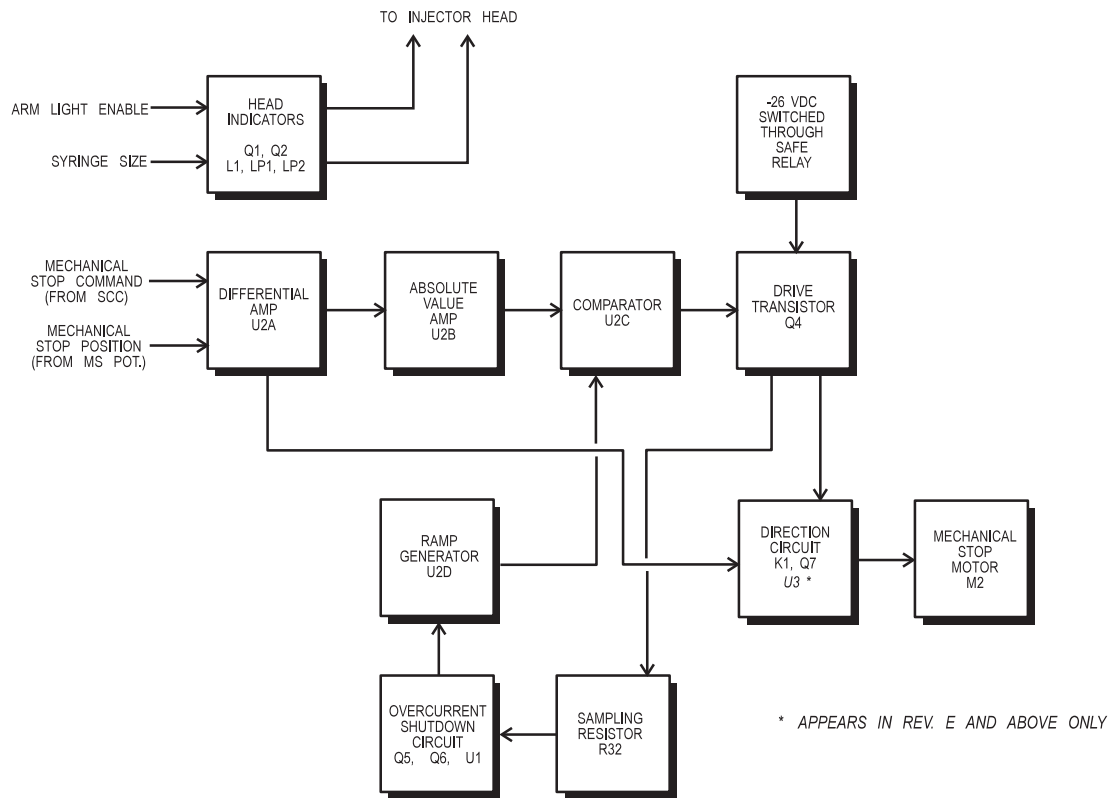 TO INJECTOR HEAD
ARM LIGHT ENABLE
SYRINGE SIZE
HEAD
INDICATORS
Q1, Q2
L1, LP1, LP2
-26 VDC
SWITCHED
THROUGH
SAFE
RELAY
MECHANICAL
STOP COMMAND
(FROM SCC)
MECHANICAL
STOP POSITION
(FROM MS POT.)
DIFFERENTIAL
AMP
U2A
ABSOLUTE
VALUE
AMP
U2B
COMPARATOR
U2C
DRIVE
TRANSISTOR
Q4
RAMP
GENERATOR
U2D
DIRECTION
CIRCUIT
K1, Q7
U3 *
MECHANICAL
STOP
MOTOR
M2
OVERCURRENT
SHUTDOWN
CIRCUIT
Q5, Q6, U1
SAMPLING
RESISTOR
R32
* APPEARS IN REV. E AND ABOVE ONLY